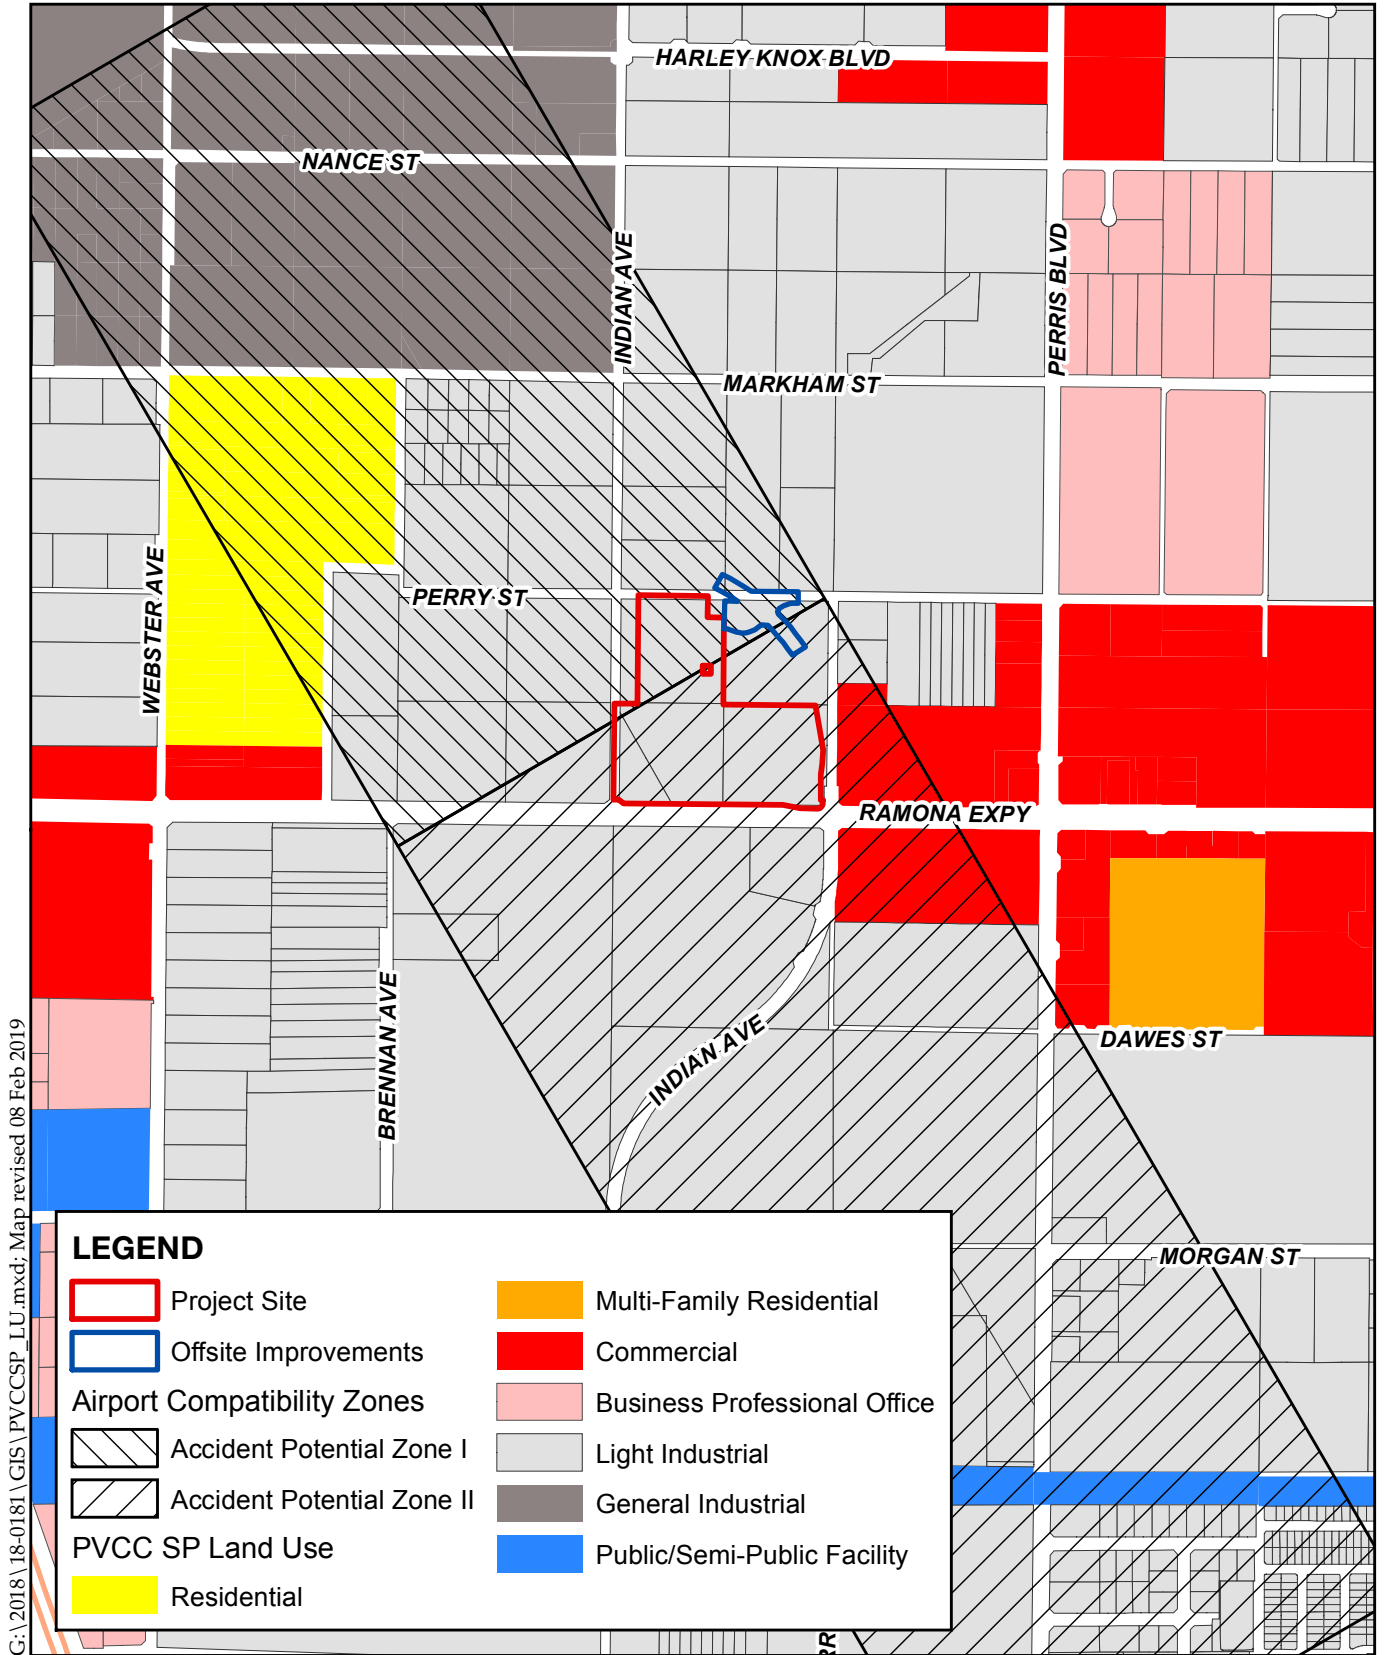 HARLEY KNOX BLVD
NANCE ST
INDIAN AVE
PERRIS BLVD
MARKHAM ST
WEBSTER AVE
PERRY ST
RAMONA EXPY
BRENNAN AVE
INDIAN AVE
DAWES ST
MORGAN ST
LEGEND
Project Site
Offsite Improvements
Airport Compatibility Zones
Accident Potential Zone I
Accident Potential Zone II
PVCC SP Land Use
Residential
Multi-Family Residential
Commercial
Business Professional Office
Light Industrial
General Industrial
Public/Semi-Public Facility
G:\2018\18-0181\GIS\PVCCSP_LU.mxd; Map revised 08 Feb 2019